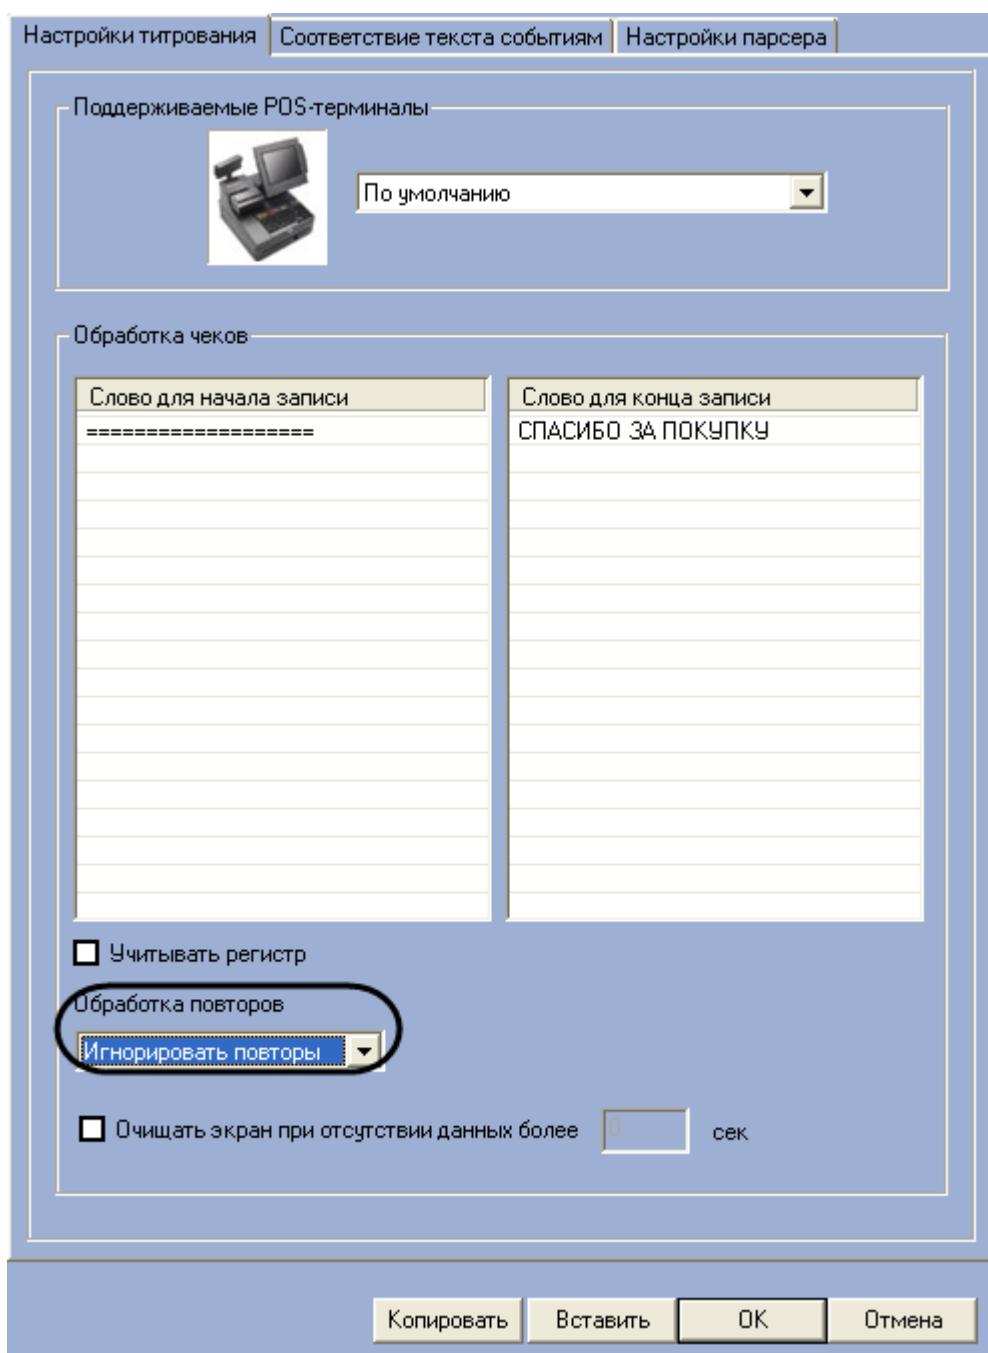 Настройки титрования Соответствие текста событиям Настройки парсера
Поддерживаемые POS-терминалы
По умолчанию
Обработка чеков
Слово для начала записи Слово для конца записи
=================== СПАСИБО ЗА ПОКУПКУ
Учитывать регистр
Обработка повторов
Игнорировать повторы
Очищать экран при отсутствии данных более 0 сек
Копировать Вставить OK Отмена